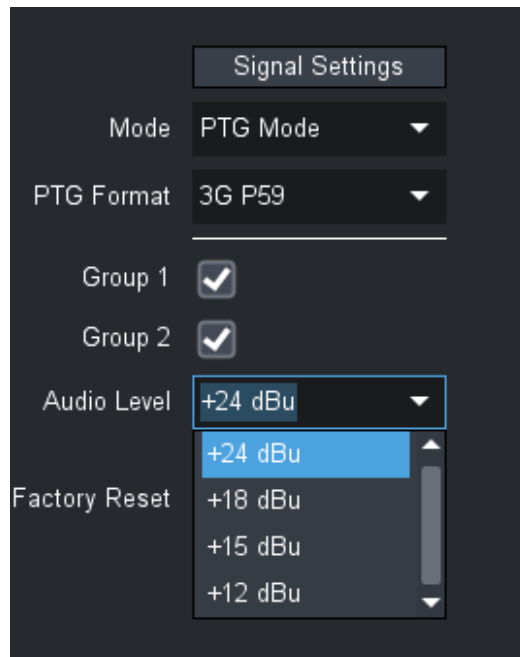 Signal Settings
Mode PTG Mode
PTG Format 3G P59
Group 1
Group 2
Audio Level +24 dBu
+24 dBu
Factory Reset +18 dBu
+15 dBu
+12 dBu